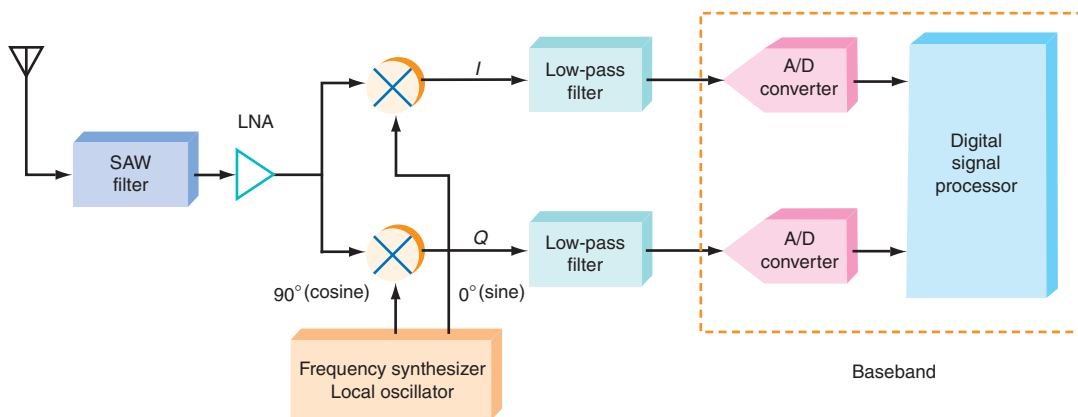 SAW
filter
LNA
I
Low-pass
filter
A/D
converter
Q
Low-pass
filter
A/D
converter
Digital
signal
processor
90° (cosine)
0° (sine)
Frequency synthesizer
Local oscillator
Baseband